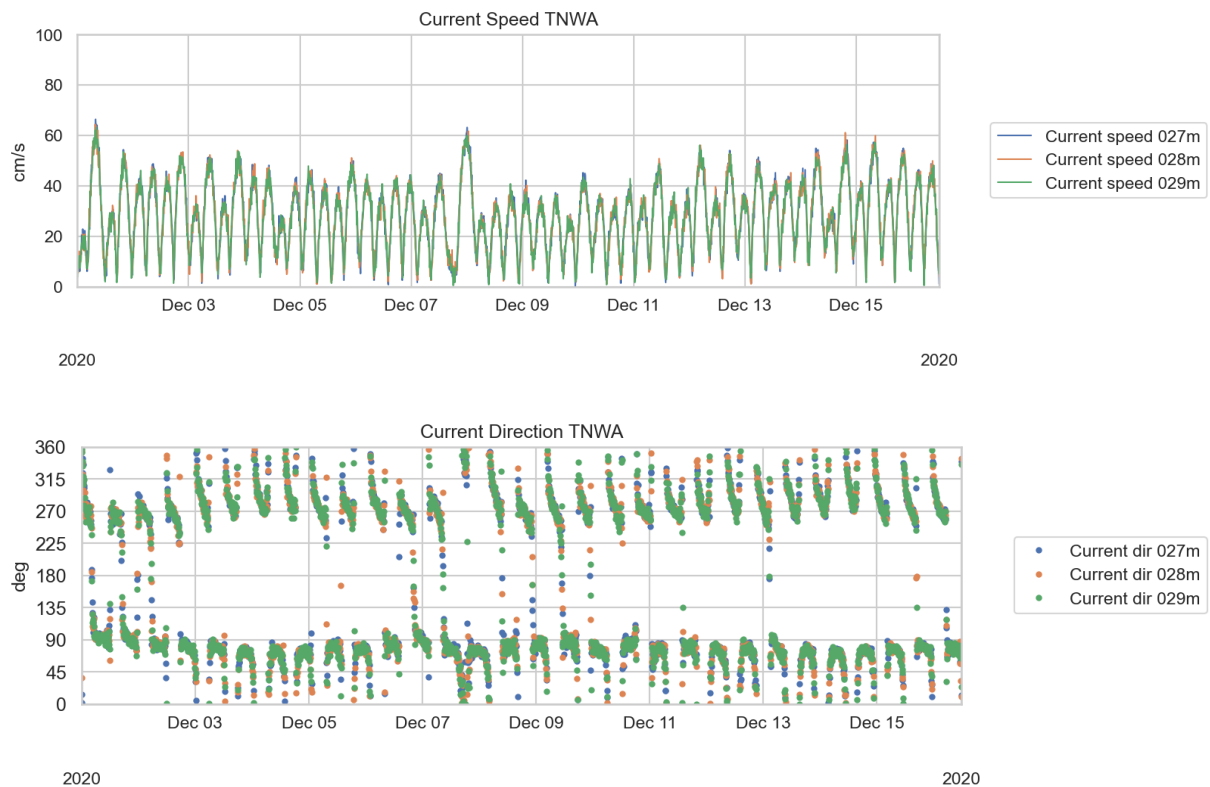 Current Speed TNWA
100
80
60
40
20
0
cm/s
Dec 03 Dec 05 Dec 07 Dec 09 Dec 11 Dec 13 Dec 15
2020 2020
Current speed 027m
Current speed 028m
Current speed 029m
Current Direction TNWA
360
315
270
225
180
135
90
45
0
deg
Dec 03 Dec 05 Dec 07 Dec 09 Dec 11 Dec 13 Dec 15
2020 2020
Current dir 027m
Current dir 028m
Current dir 029m